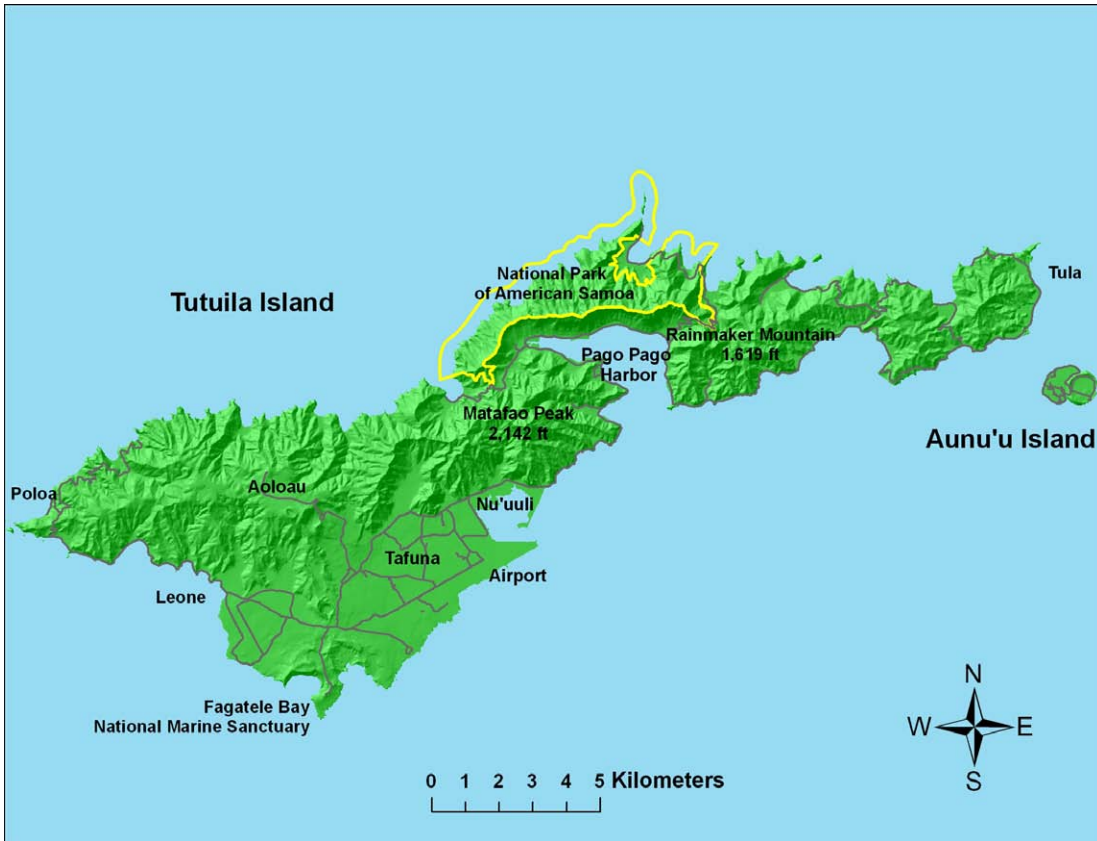 National Park
of American Samoa
Tula
Tutuila Island
Rainmaker Mountain
1,619 ft
Pago Pago
Harbor
Matafao Peak
2,142 ft
Aunu'u Island
Poloa
Aoloau
Nu'uuli
Tafuna
Airport
Leone
Fagatele Bay
National Marine Sanctuary
N
W E
S
0 1 2 3 4 5 Kilometers